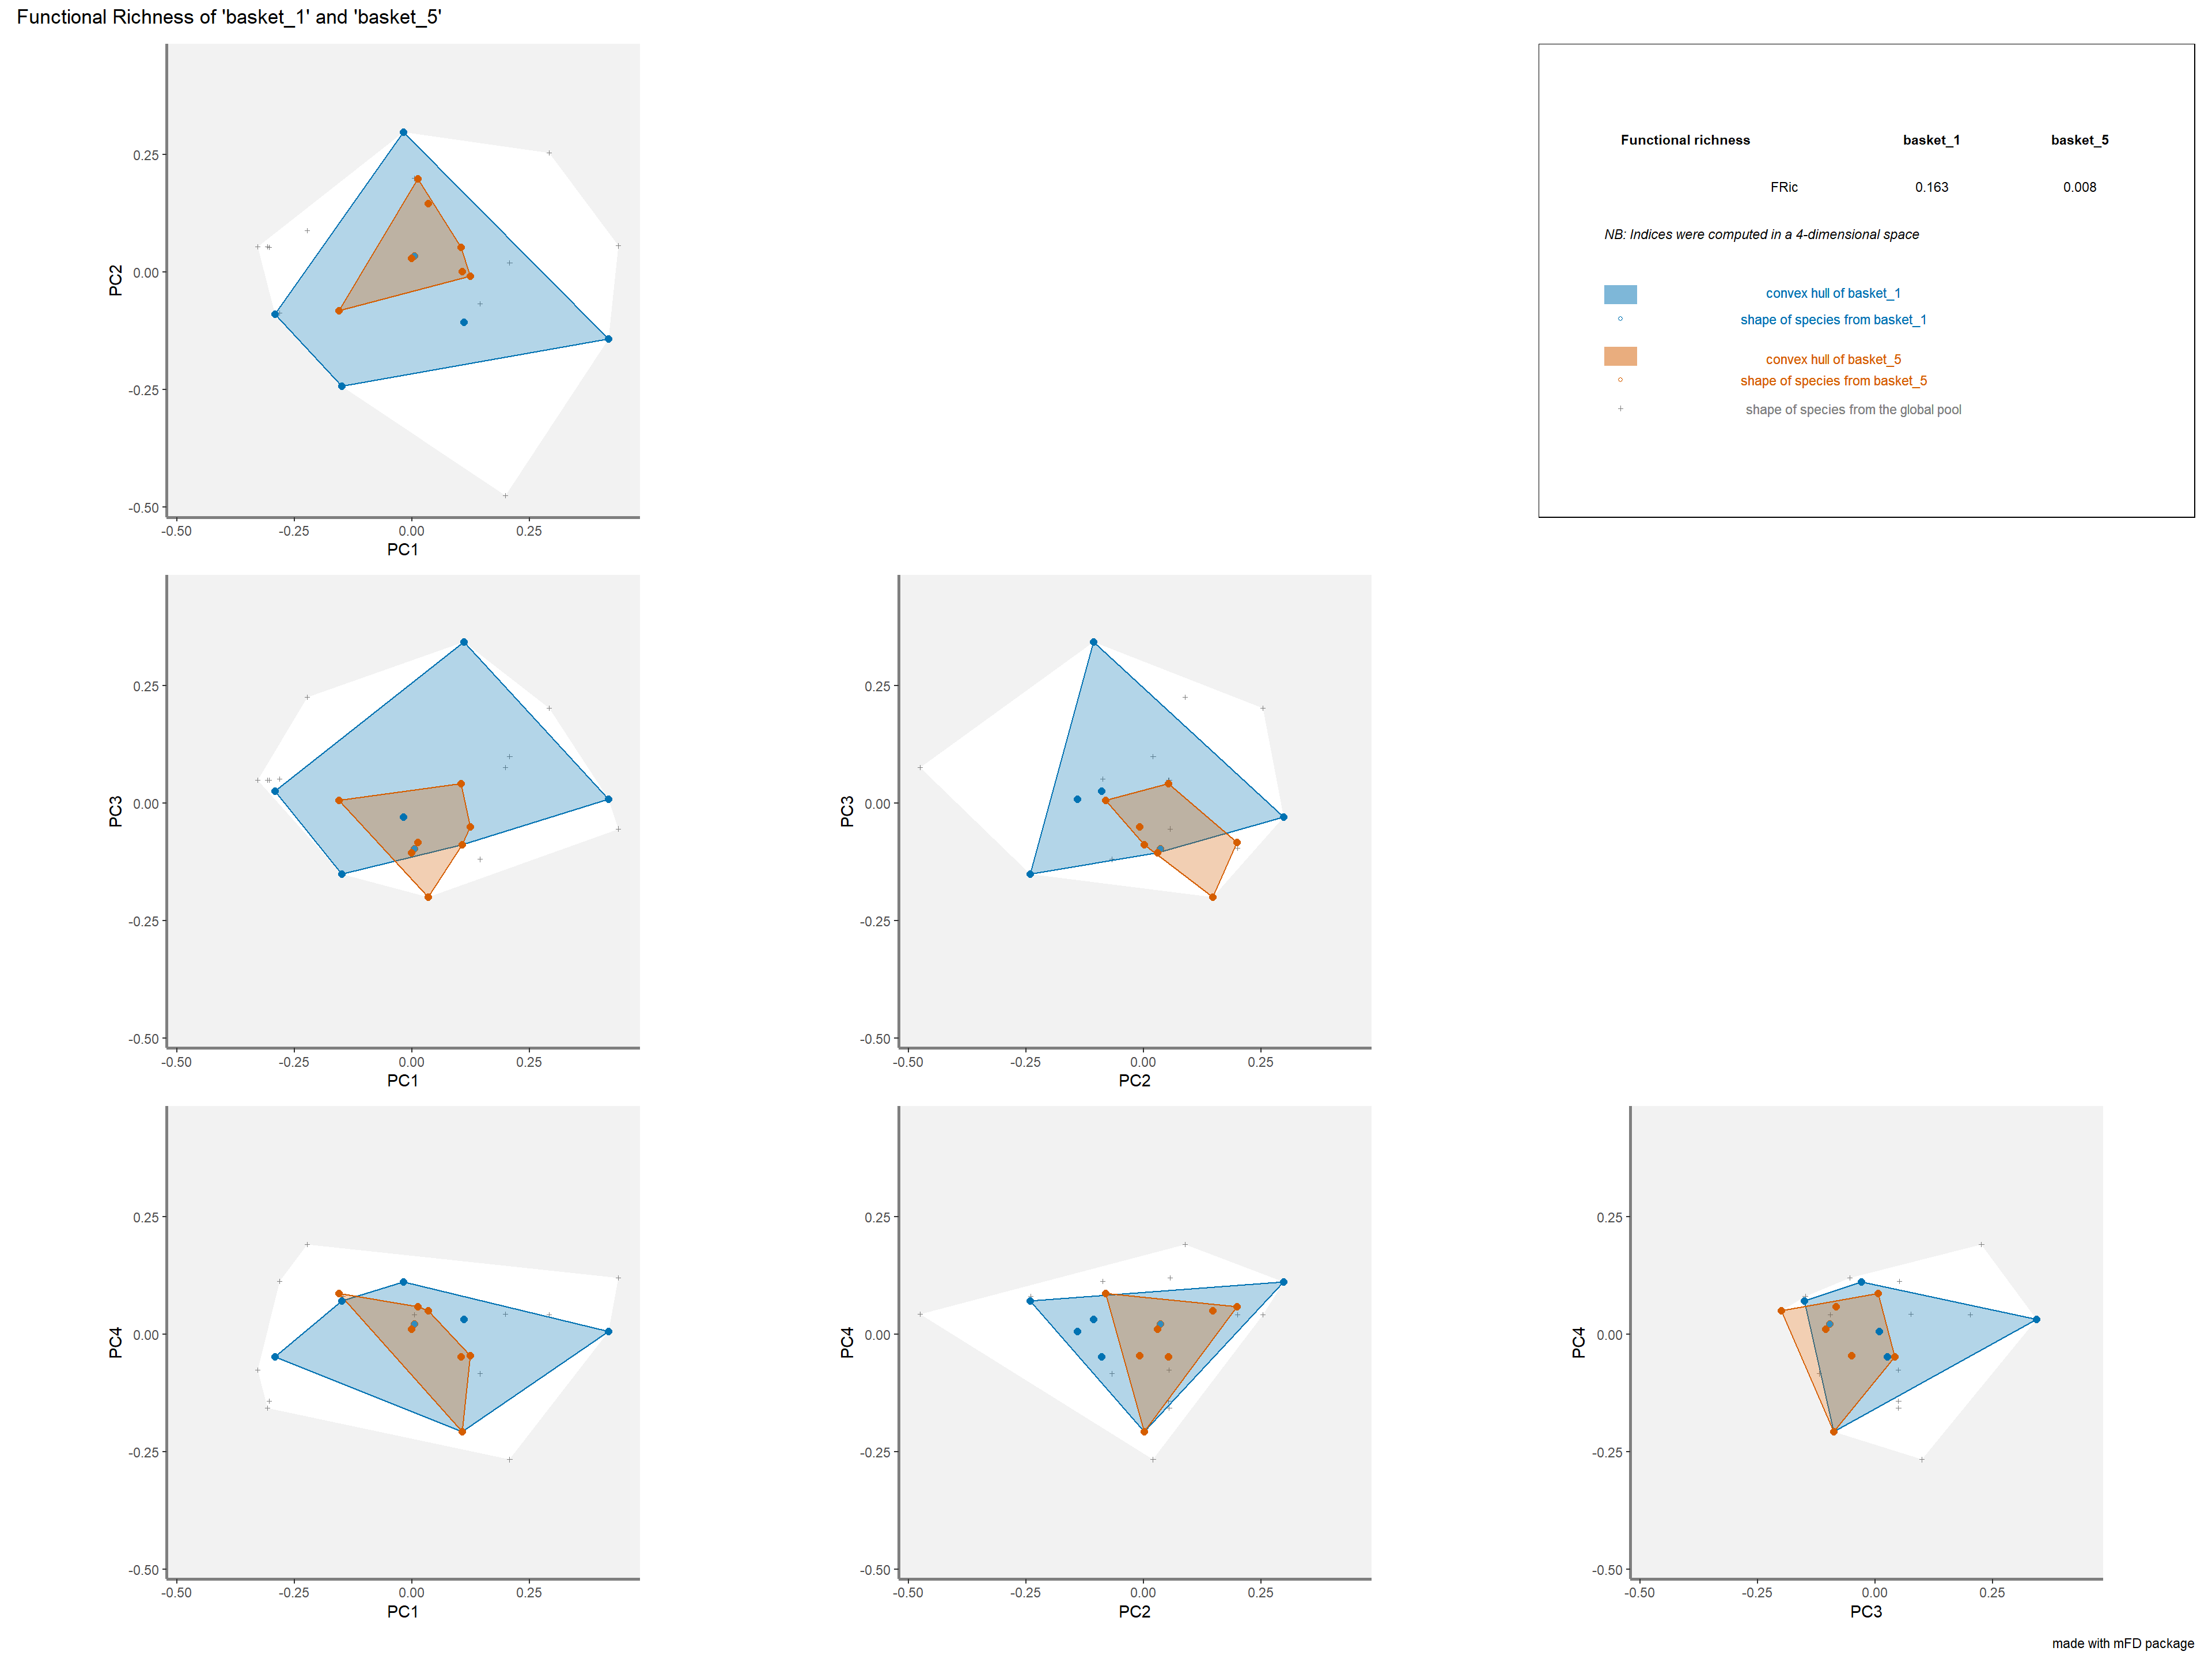 Functional Richness of 'basket_1' and 'basket_5'
0.25
0.00
-0.25
-0.50
PC2
-0.50 -0.25 0.00 0.25
PC1
Functional richness basket_1 basket_5
FRic 0.163 0.008
NB: Indices were computed in a 4-dimensional space
convex hull of basket_1
shape of species from basket_1
convex hull of basket_5
shape of species from basket_5
shape of species from the global pool
0.25
0.00
-0.25
-0.50
PC3
-0.50 -0.25 0.00 0.25
PC1
0.25
0.00
-0.25
-0.50
PC3
-0.50 -0.25 0.00 0.25
PC2
0.25
0.00
-0.25
-0.50
PC4
-0.50 -0.25 0.00 0.25
PC1
0.25
0.00
-0.25
-0.50
PC4
-0.50 -0.25 0.00 0.25
PC2
0.25
0.00
-0.25
-0.50
PC4
-0.50 -0.25 0.00 0.25
PC3
made with mFD package